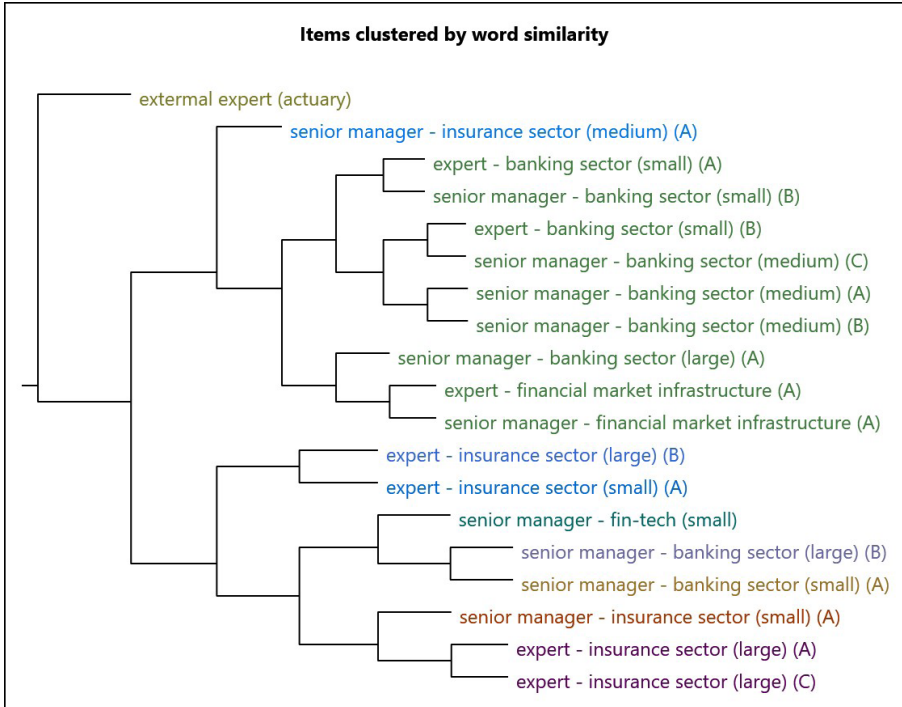 Items clustered by word similarity
extermal expert (actuary)
senior manager - insurance sector (medium) (A)
expert - banking sector (small) (A)
senior manager - banking sector (small) (B)
expert - banking sector (small) (B)
senior manager - banking sector (medium) (C)
senior manager - banking sector (medium) (A)
senior manager - banking sector (medium) (B)
senior manager - banking sector (large) (A)
expert - financial market infrastructure (A)
senior manager - financial market infrastructure (A)
expert - insurance sector (large) (B)
expert - insurance sector (small) (A)
senior manager - fin-tech (small)
senior manager - banking sector (large) (B)
senior manager - banking sector (small) (A)
senior manager - insurance sector (small) (A)
expert - insurance sector (large) (A)
expert - insurance sector (large) (C)